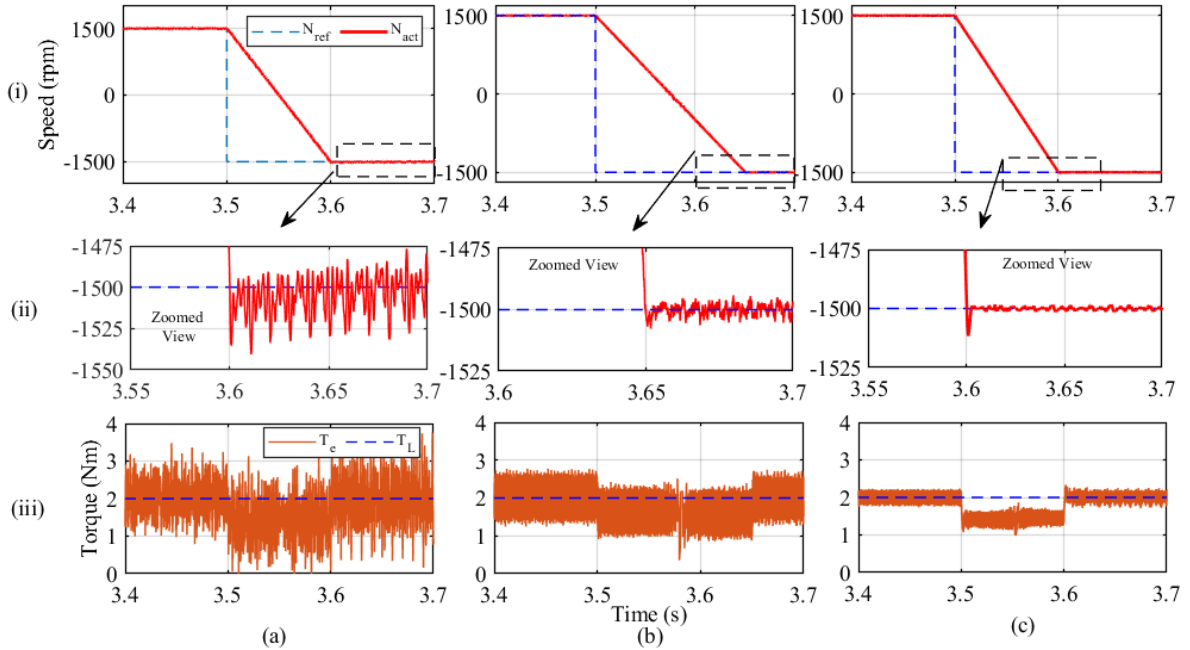 (i)
Speed (rpm)
1500
0
-1500
N_ref N_act
3.4 3.5 3.6 3.7
1500
0
-1500
3.4 3.5 3.6 3.7
1500
0
1500
3.4 3.5 3.6 3.7
(ii)
-1475
-1500
-1525
-1550
Zoomed
View
3.55 3.6 3.65 3.7
-1475
-1500
-1525
Zoomed View
3.6 3.65 3.7
-1475
-1500
-1525
Zoomed View
3.55 3.6 3.65 3.7
(iii)
Torque (Nm)
4
3
2
1
0
T_e T_L
3.4 3.5 3.6 3.7
4
3
2
1
0
3.4 3.5 3.6 3.7
4
3
2
1
0
3.4 3.5 3.6 3.7
Time (s)
(a) (b) (c)